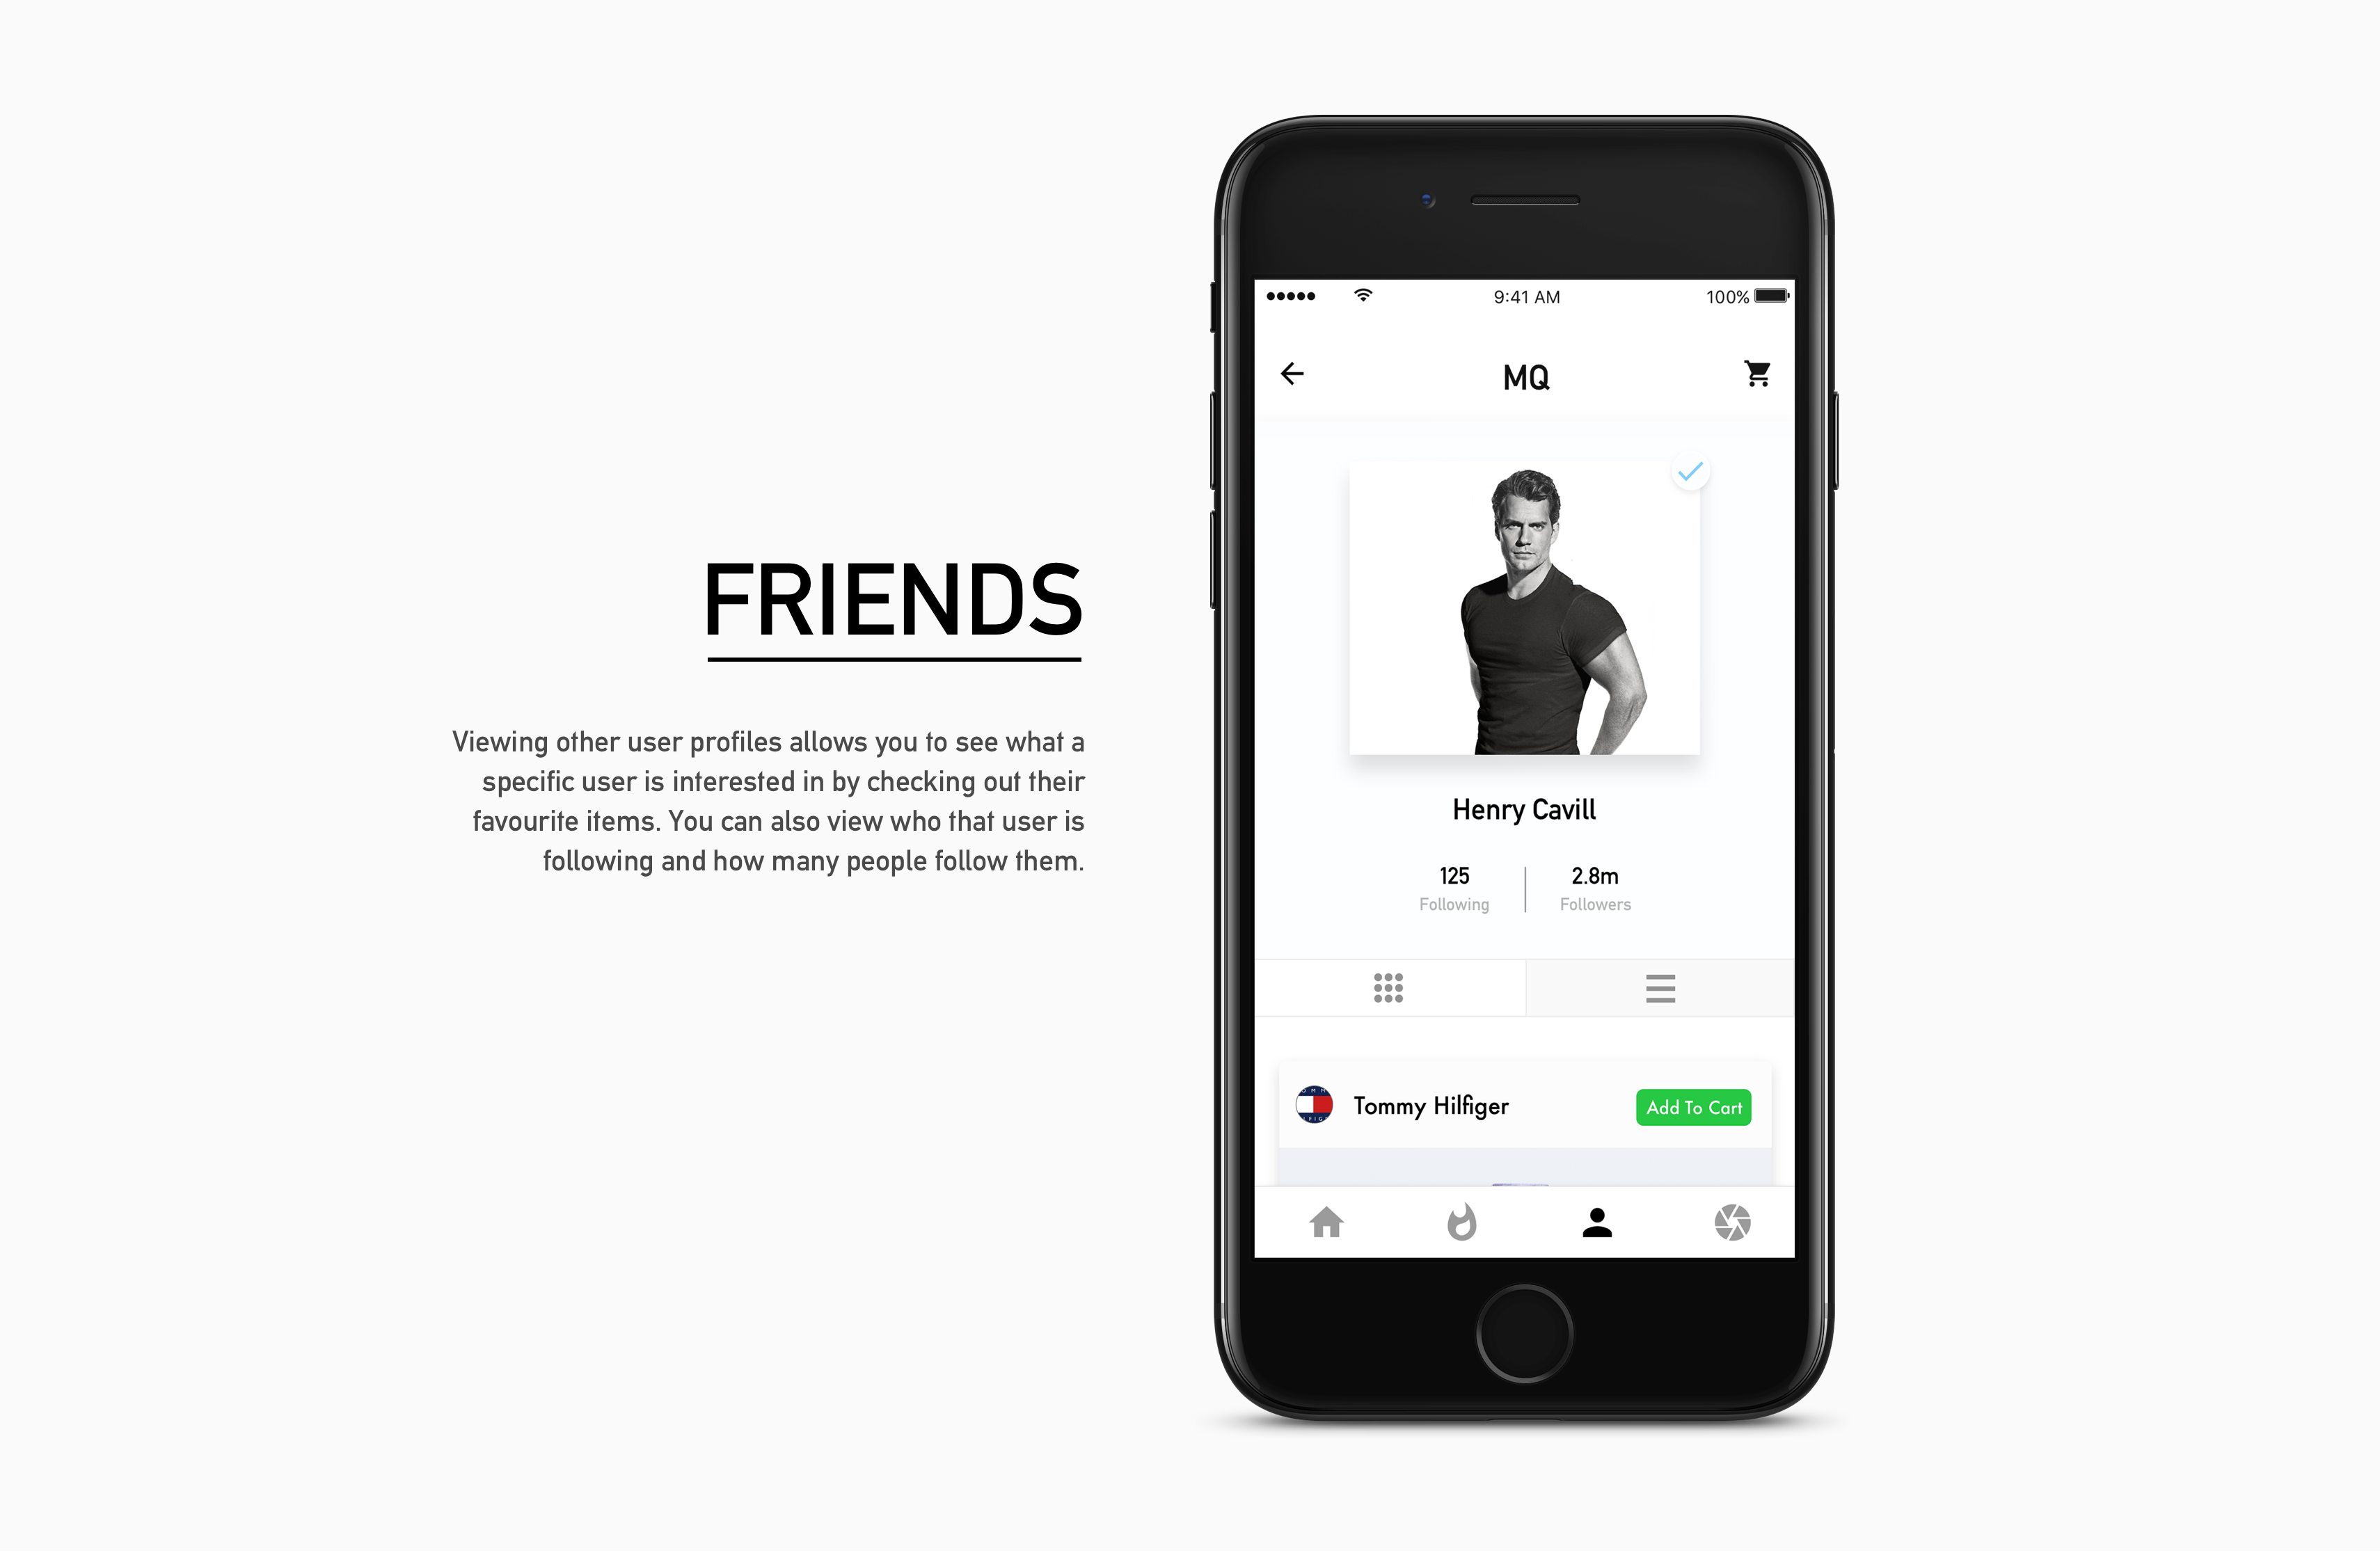 FRIENDS
Viewing other user profiles allows you to see what a
specific user is interested in by checking out their
favourite items. You can also view who that user is
following and how many people follow them.
9:41 AM
100%
MQ
Henry Cavill
125
2.8m
Following
Followers
Tommy Hilfiger
Add To Cart